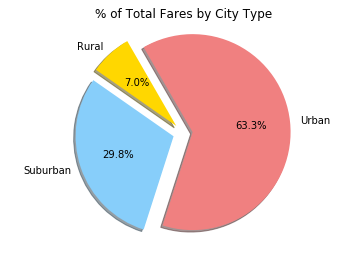 % of Total Fares by City Type
Rural
7.0%
Urban
63.3%
29.8%
Suburban